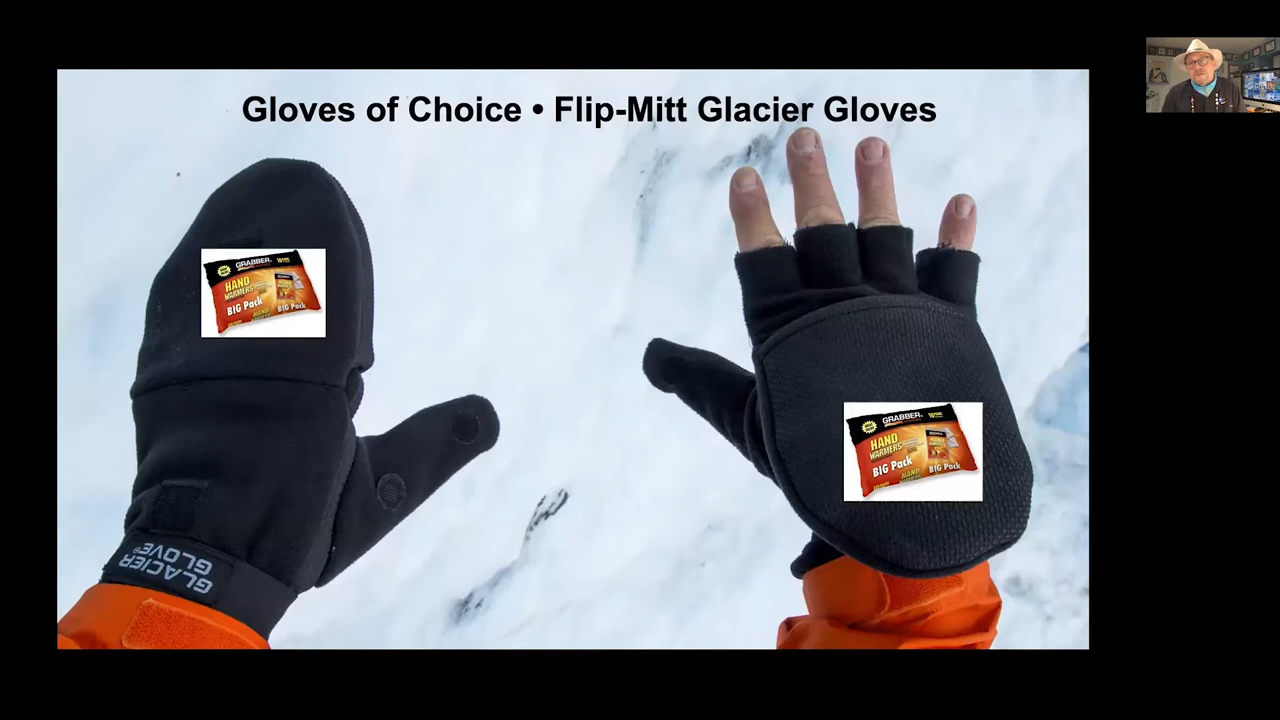 Gloves of Choice • Flip-Mitt Glacier Gloves
GRABBER
HAND
WARMERS
BIG Pack
BIG Pack
GRABBER
HAND
WARMERS
BIG Pack
BIG Pack
GLACIER
GLOVE